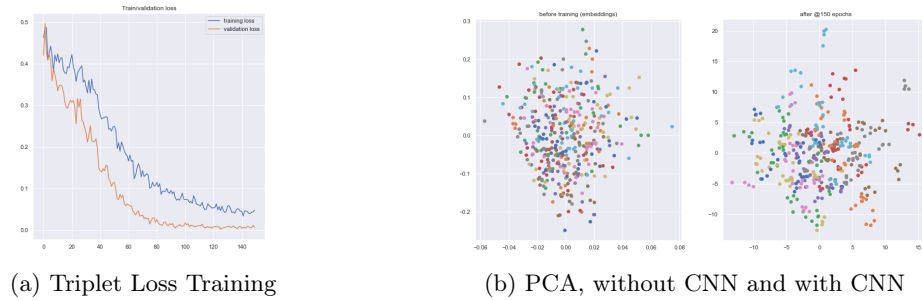 Train/validation loss
training loss
validation loss
0.5
0.4
0.3
0.2
0.1
0.0
0 20 40 60 80 100 120 140
before training (embeddings)
0.3
0.2
0.1
0.0
-0.1
-0.2
-0.06 -0.04 -0.02 0.00 0.02 0.04 0.06 0.08
after @150 epochs
20
15
10
5
0
-5
-10
-10 -5 0 5 10 15
(a) Triplet Loss Training
(b) PCA, without CNN and with CNN